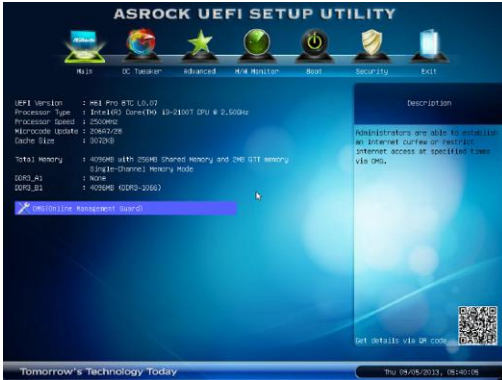 ASROCK UEFI SETUP UTILITY
Main OC Tweaker Advanced H/W Monitor Boot Security Exit
UEFI Version : H61 Pro BTC L0.07
Processor Type : Intel(R) Core(TM) i3-2100T CPU @ 2.50GHz
Processor Speed : 2500MHz
Microcode Update : 206A7/28
Cache Size : 3072KB
Total Memory : 4096MB with 256MB Shared Memory and 2MB GTT memory
Single-Channel Memory Mode
DDR3_A1 : None
DDR3_B1 : 4096MB (DDR3-1066)
OMG(Online Management Guard)
Description
Administrators are able to establish
an internet curfew or restrict
internet access at specified times
via OMG.
Get details via QR code
Tomorrow's Technology Today
Thu 09/05/2013, 05:40:05